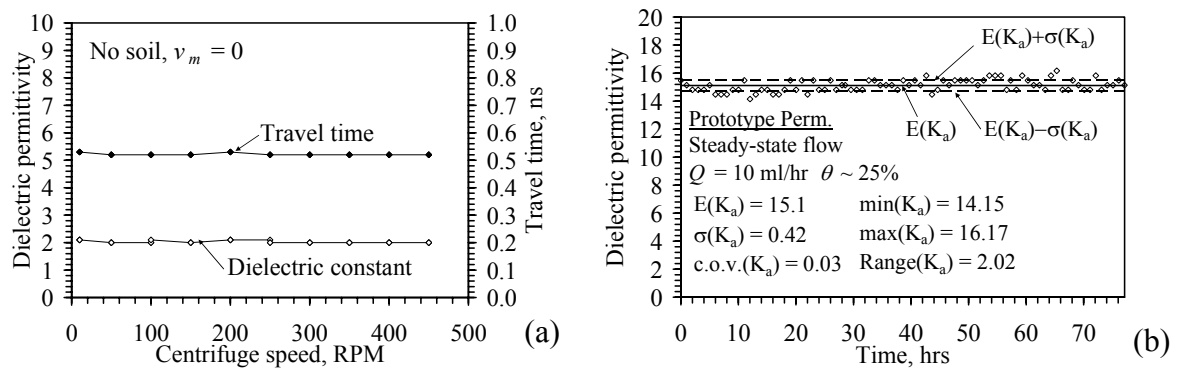 Dielectric permittivity
10
9
8
7
6
5
4
3
2
1
0
No soil, v_m = 0
Travel time
Dielectric constant
1.0
0.9
0.8
0.7
0.6
0.5
0.4
0.3
0.2
0.1
0.0
Travel time, ns
0 100 200 300 400 500
Centrifuge speed, RPM
(a)
Dielectric permittivity
20
18
16
14
12
10
8
6
4
2
0
E(K_a)+σ(K_a)
E(K_a)
E(K_a)−σ(K_a)
Prototype Perm.
Steady-state flow
Q = 10 ml/hr θ ~ 25%
E(K_a) = 15.1 min(K_a) = 14.15
σ(K_a) = 0.42 max(K_a) = 16.17
c.o.v.(K_a) = 0.03 Range(K_a) = 2.02
0 10 20 30 40 50 60 70
Time, hrs
(b)